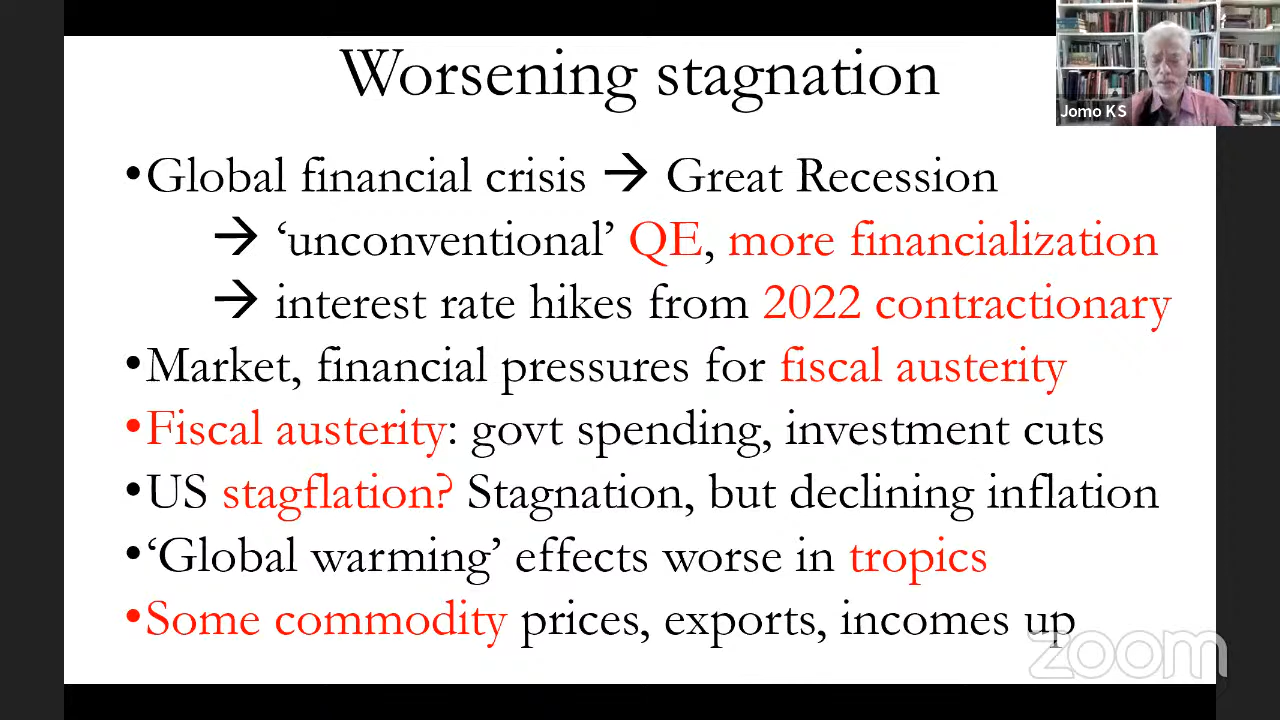 Worsening stagnation
Jomo KS
•Global financial crisis → Great Recession
→ ‘unconventional’ QE, more financialization
→ interest rate hikes from 2022 contractionary
•Market, financial pressures for fiscal austerity
•Fiscal austerity: govt spending, investment cuts
•US stagflation? Stagnation, but declining inflation
•‘Global warming’ effects worse in tropics
•Some commodity prices, exports, incomes up
zoom